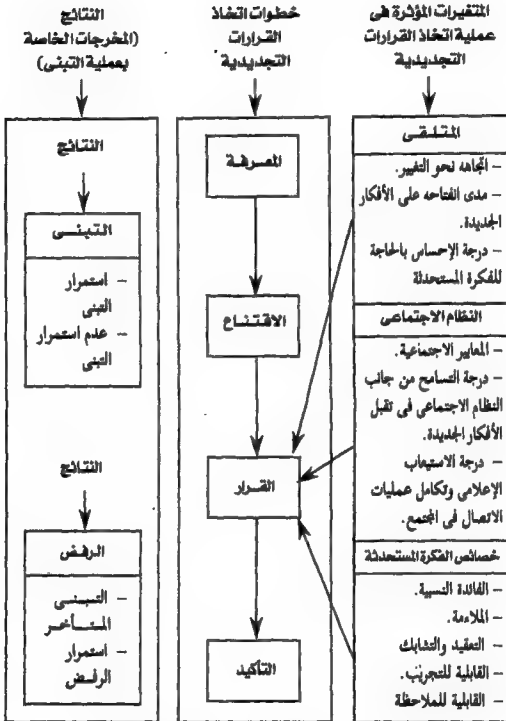 المتغيرات المؤثرة فى
عملية اتخاذ القرارات
التجديدية
المتلقى
– اتجاهه نحو التغيير.
– مدى انفتاحه على الأفكار
الجديدة.
– درجة الإحساس بالحاجة
للفكرة المستحدثة
النظام الاجتماعى
– المعايير الاجتماعية.
– درجة التسامح من جانب
النظام الاجتماعى فى تقبل
الأفكار الجديدة.
– درجة الاستيعاب
الإعلامى وتكامل عمليات
الاتصال فى المجتمع.
خصائص الفكرة المستحدثة
– الفائدة النسبية.
– الملاءمة.
– التعقيد والتشابك
– القابلية للتجريب.
– القابلية للملاحظة
خطوات اتخاذ
القرارات
التجديدية
المعرفة
الاقتناع
القرار
التأكيد
النتائج
(المخرجات الخاصة
بعملية التبنى)
النتائج
التبنى
– استمرار
التبنى
– عدم استمرار
التبنى
النتائج
الرفض
– التبنى
المتأخر
– استمرار
الرفض